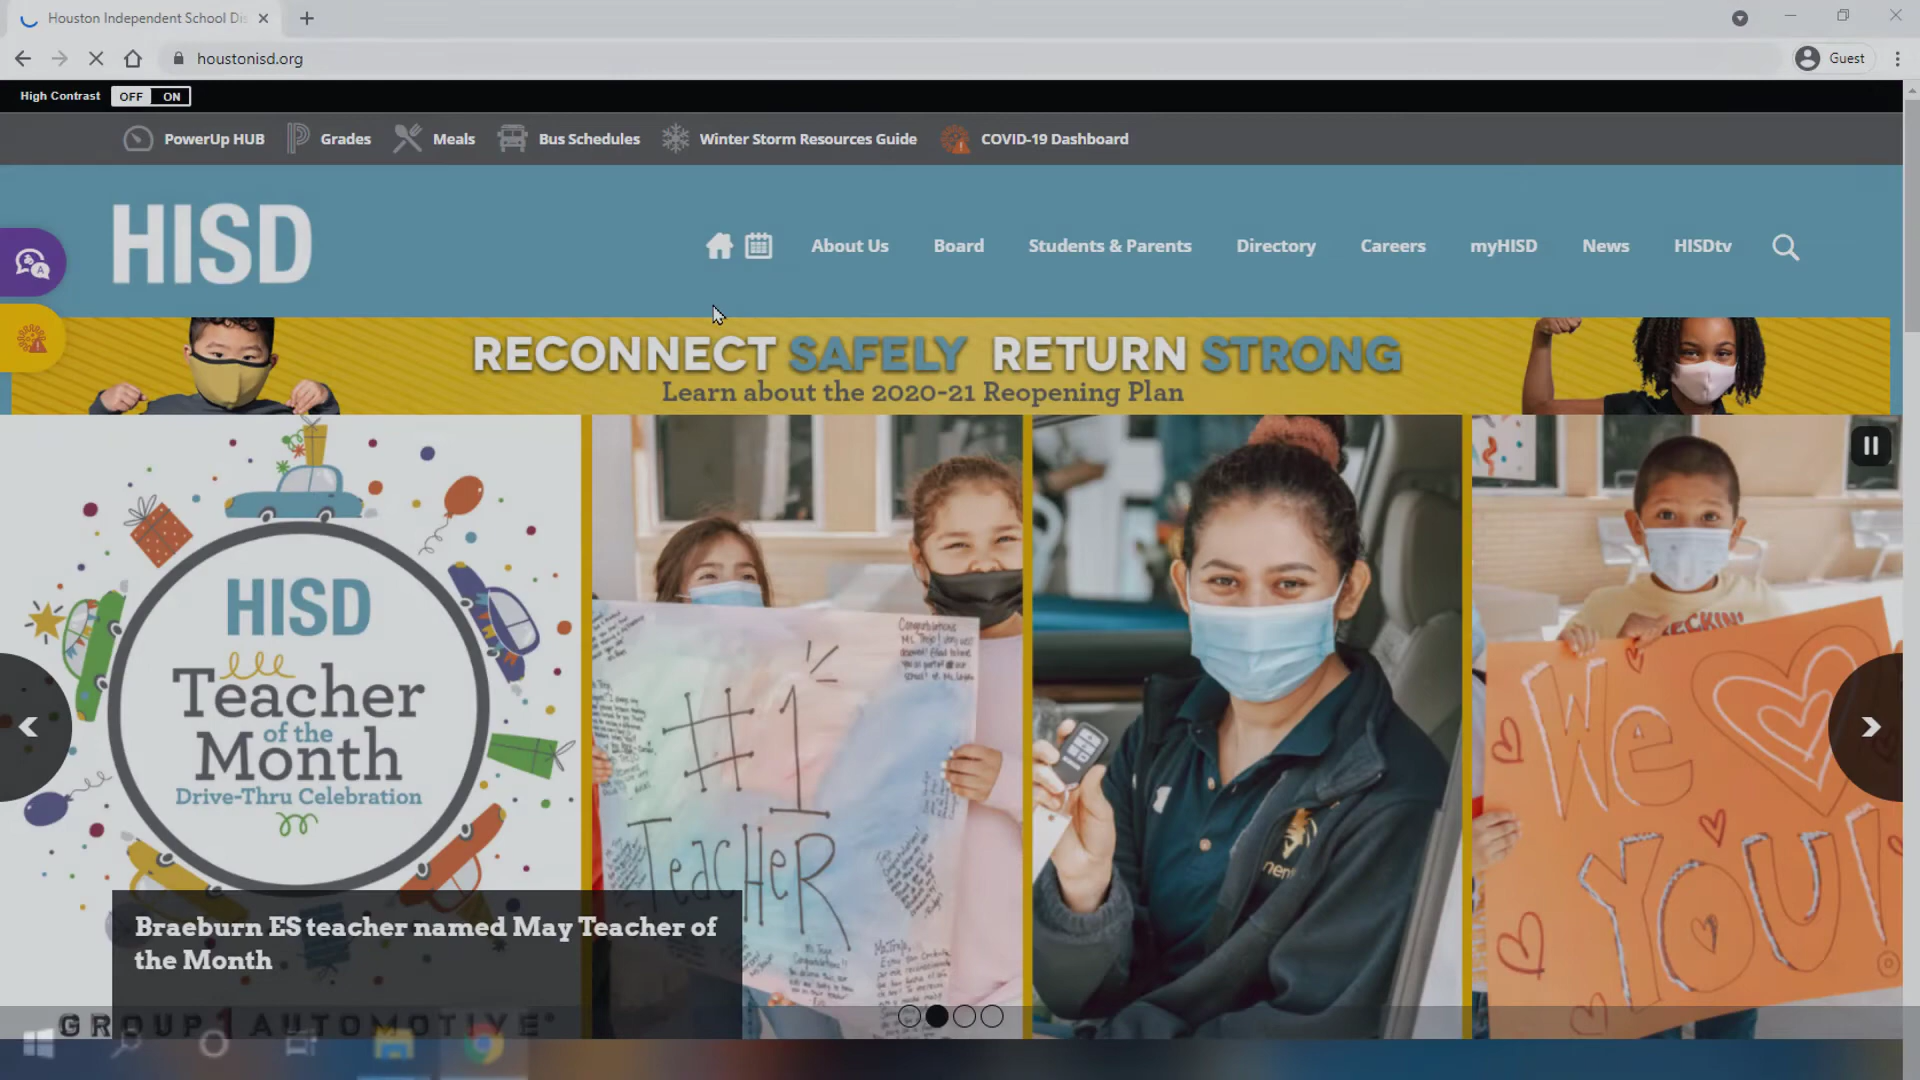 Houston Independent School Dis
houstonisd.org
Guest
High Contrast
OFF ON
PowerUp HUB
Grades
Meals
Bus Schedules
Winter Storm Resources Guide
COVID-19 Dashboard
HISD
About Us
Board
Students & Parents
Directory
Careers
myHISD
News
HISDtv
RECONNECT SAFELY RETURN STRONG
Learn about the 2020-21 Reopening Plan
HISD
Teacher
of the
Month
Drive-Thru Celebration
#1
TeacHeR
We
YOU!
Braeburn ES teacher named May Teacher of
the Month
GROUP 1 AUTOMOTIVE®